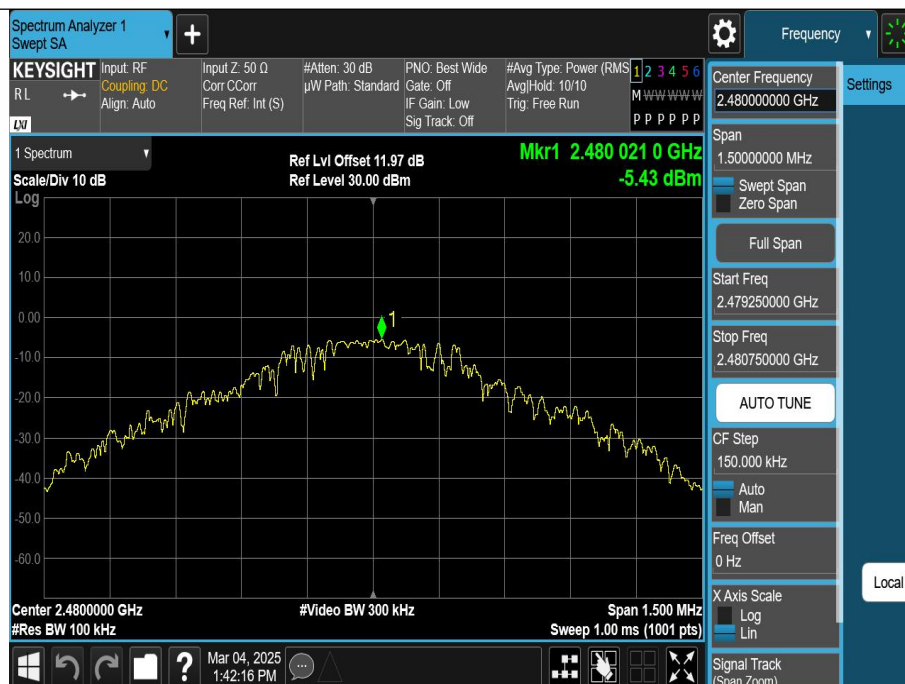 Spectrum Analyzer 1
Swept SA
+
Frequency
KEYSIGHT
RL
LXI
Input: RF
Coupling: DC
Align: Auto
Input Z: 50 Ω
Corr CCorr
Freq Ref: Int (S)
#Atten: 30 dB
µW Path: Standard
PNO: Best Wide
Gate: Off
IF Gain: Low
Sig Track: Off
#Avg Type: Power (RMS
Avg|Hold: 10/10
Trig: Free Run
1 2 3 4 5 6
M W W W W W
P P P P P P
Center Frequency
2.480000000 GHz
Settings
Span
1.50000000 MHz
Swept Span
Zero Span
Full Span
Start Freq
2.479250000 GHz
Stop Freq
2.480750000 GHz
AUTO TUNE
CF Step
150.000 kHz
Auto
Man
Freq Offset
0 Hz
X Axis Scale
Log
Lin
Signal Track
(Span Zoom)
Local
1 Spectrum
Scale/Div 10 dB
Log
Ref Lvl Offset 11.97 dB
Ref Level 30.00 dBm
Mkr1 2.480 021 0 GHz
-5.43 dBm
20.0
10.0
0.00
-10.0
-20.0
-30.0
-40.0
-50.0
-60.0
1
Center 2.4800000 GHz
#Res BW 100 kHz
#Video BW 300 kHz
Span 1.500 MHz
Sweep 1.00 ms (1001 pts)
?
Mar 04, 2025
1:42:16 PM